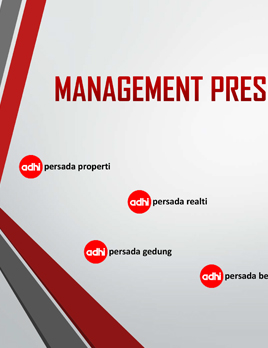 MANAGEMENT PRES
adhi persada properti
adhi persada realti
adhi persada gedung
adhi persada be